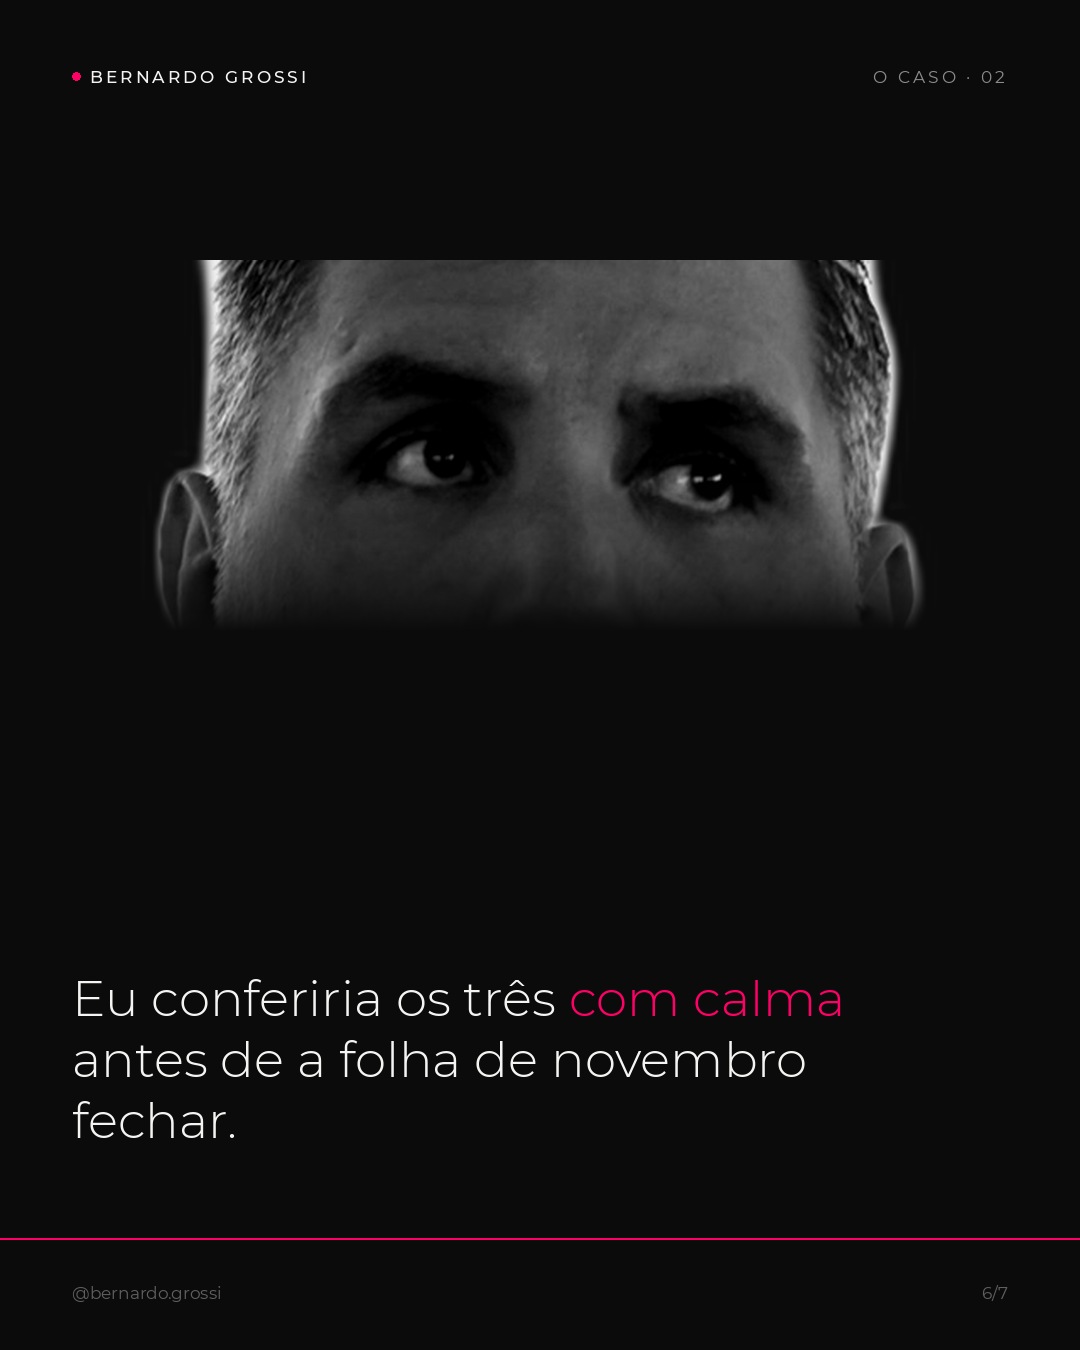 BERNARDO GROSSI
O CASO · 02
Eu conferiria os três com calma
antes de a folha de novembro
fechar.
@bernardo.grossi
6/7